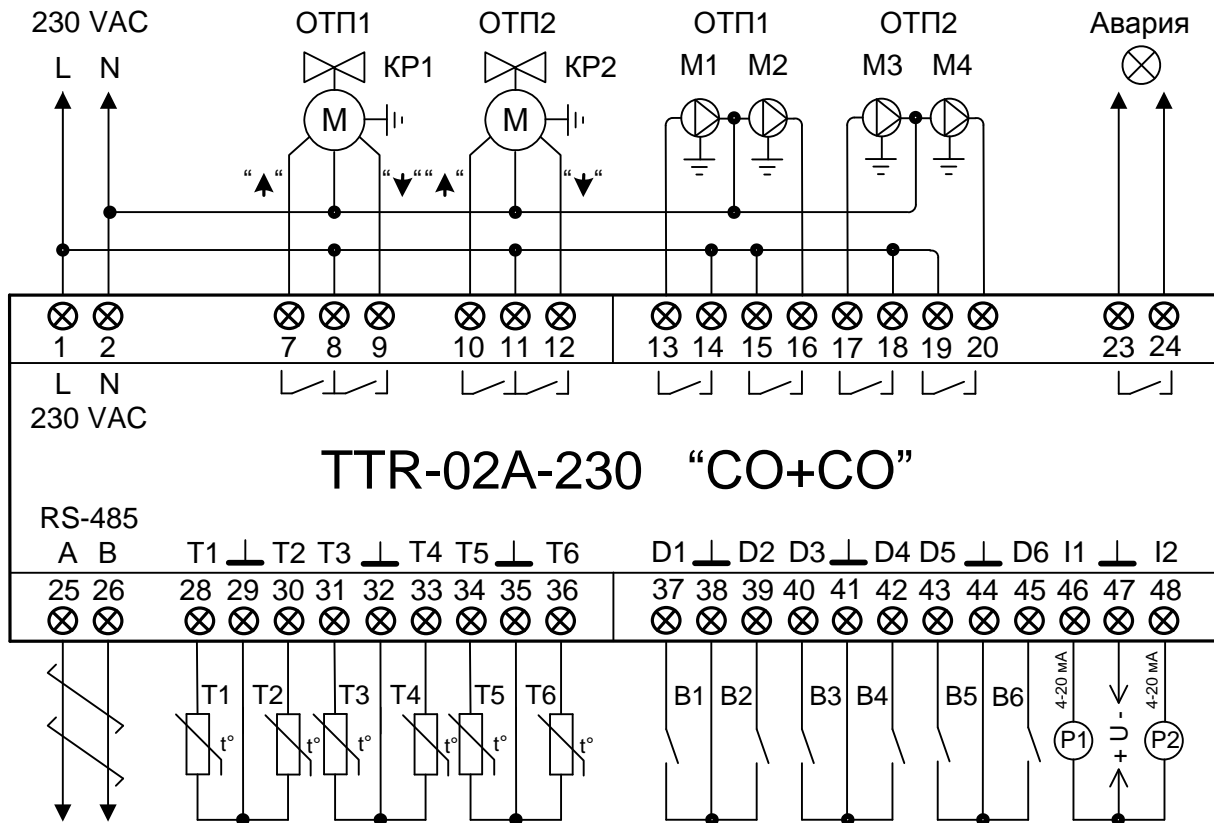 230 VAC ОТП1 ОТП2 ОТП1 ОТП2 Авария
L N КР1 КР2 М1 М2 М3 М4
М М
“ “ “ “ “ “ “ “
1 2 7 8 9 10 11 12 13 14 15 16 17 18 19 20 23 24
L N
230 VAC
TTR-02A-230 “СО+СО”
RS-485
A B T1 T2 T3 T4 T5 T6 D1 D2 D3 D4 D5 D6 I1 I2
25 26 28 29 30 31 32 33 34 35 36 37 38 39 40 41 42 43 44 45 46 47 48
T1 T2 T3 T4 T5 T6 B1 B2 B3 B4 B5 B6 4-20 мА + U - 4-20 мА
t° t° t° t° t° t° P1 P2